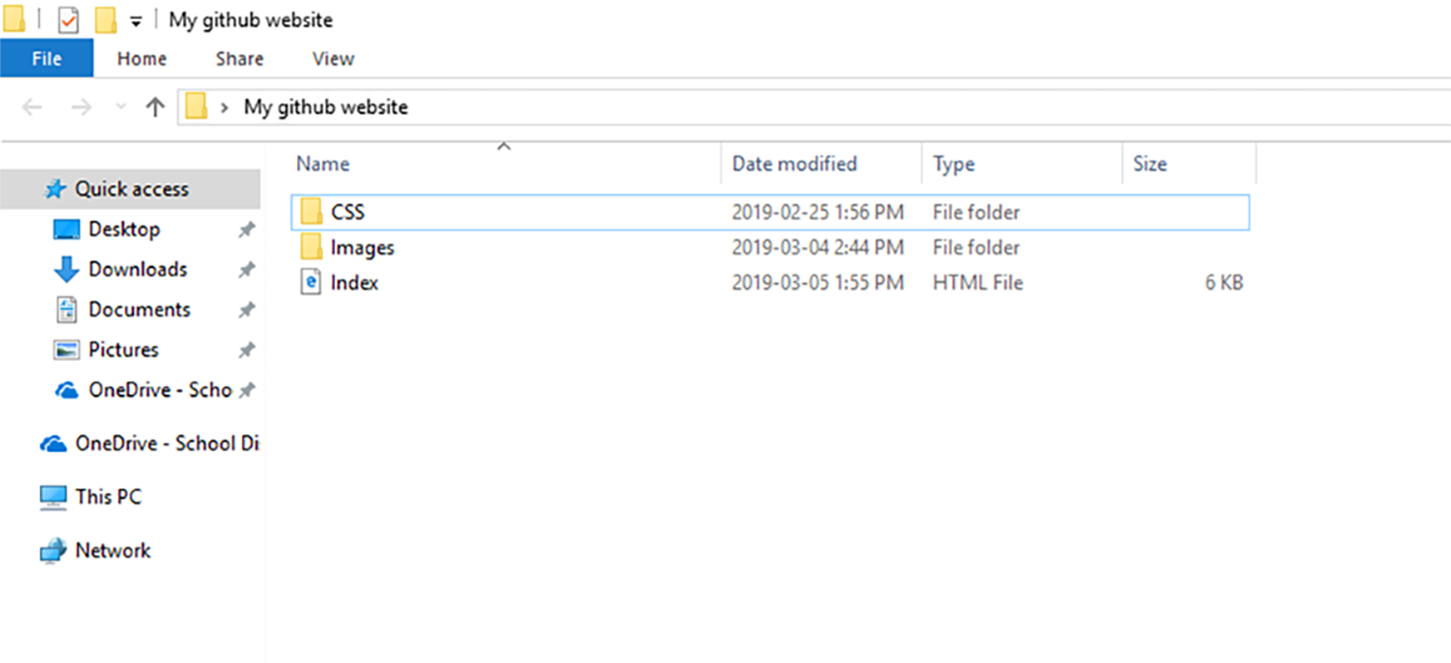 My github website
File Home Share View
My github website
Name Date modified Type Size
Quick access
Desktop
Downloads
Documents
Pictures
OneDrive - Scho
OneDrive - School Di
This PC
Network
CSS 2019-02-25 1:56 PM File folder
Images 2019-03-04 2:44 PM File folder
Index 2019-03-05 1:55 PM HTML File 6 KB